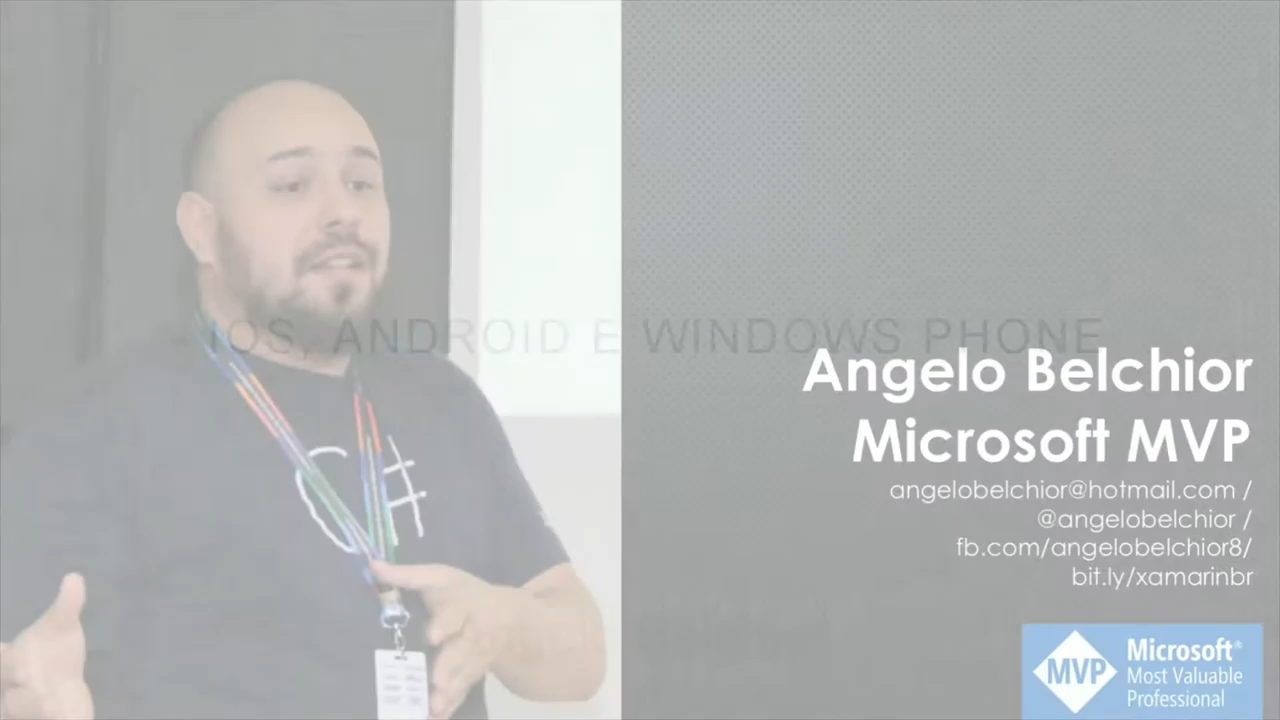 IOS, ANDROID E WINDOWS PHONE
Angelo Belchior
Microsoft MVP
angelobelchior@hotmail.com /
@angelobelchior /
fb.com/angelobelchior8/
bit.ly/xamarinbr
C#
MVP
Microsoft®
Most Valuable
Professional